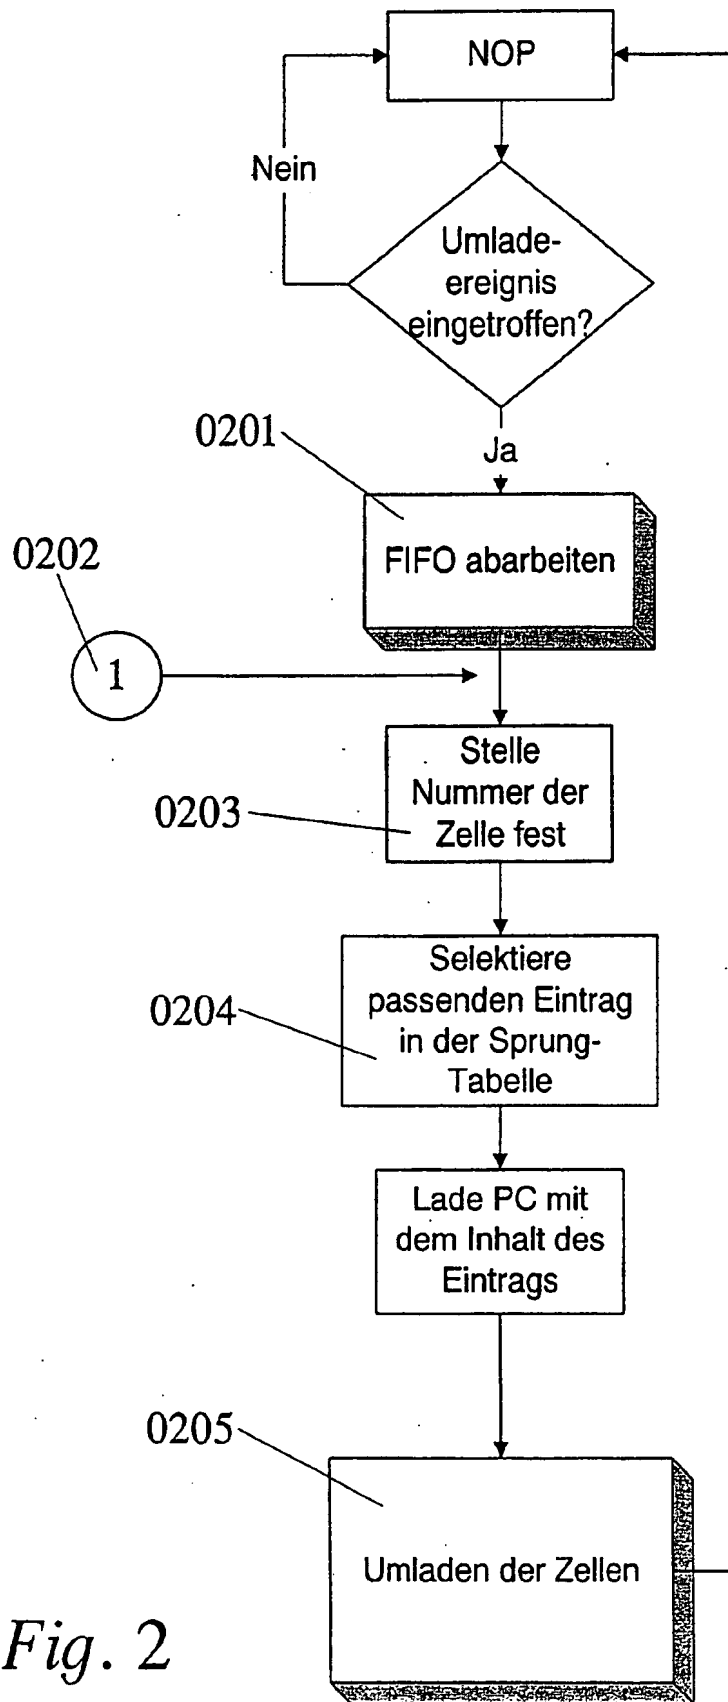 NOP
Nein
Umlade-
ereignis
eingetroffen?
Ja
0201
FIFO abarbeiten
0202
1
Stelle
Nummer der
Zelle fest
0203
Selektiere
passenden Eintrag
in der Sprung-
Tabelle
0204
Lade PC mit
dem Inhalt des
Eintrags
0205
Umladen der Zellen
Fig. 2